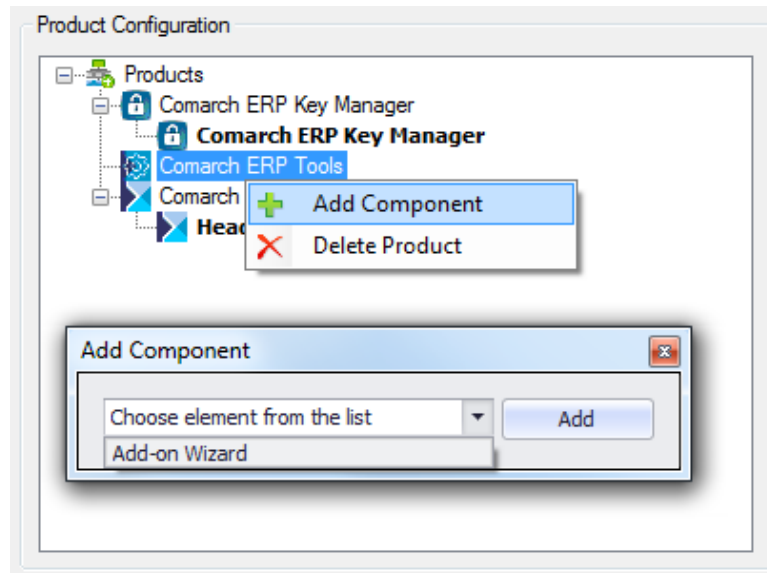 Product Configuration
Products
Comarch ERP Key Manager
Comarch ERP Key Manager
Comarch ERP Tools
Comarch
Add Component
Delete Product
Add Component
Choose element from the list
Add
Add-on Wizard